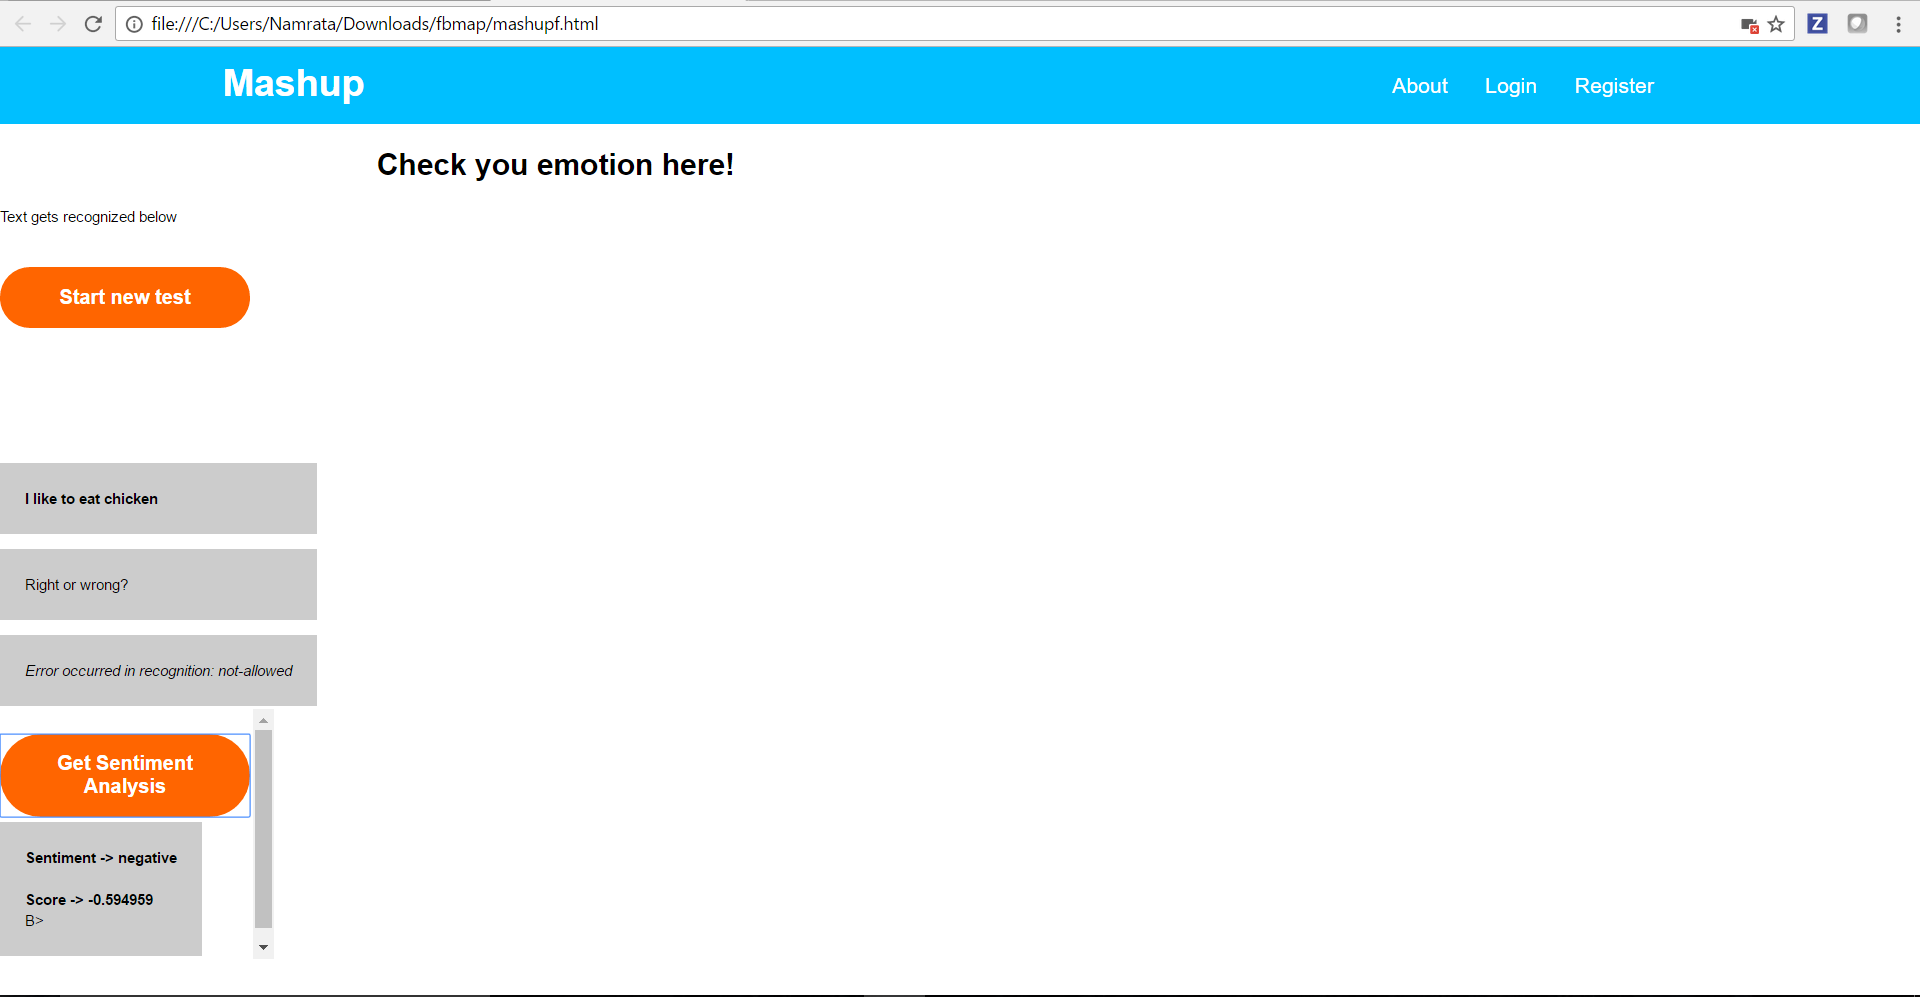 file:///C:/Users/Namrata/Downloads/fbmap/mashupf.html
Z
Mashup
About Login Register
Check you emotion here!
Text gets recognized below
Start new test
I like to eat chicken
Right or wrong?
Error occurred in recognition: not-allowed
Get Sentiment
Analysis
Sentiment -> negative
Score -> -0.594959
B>